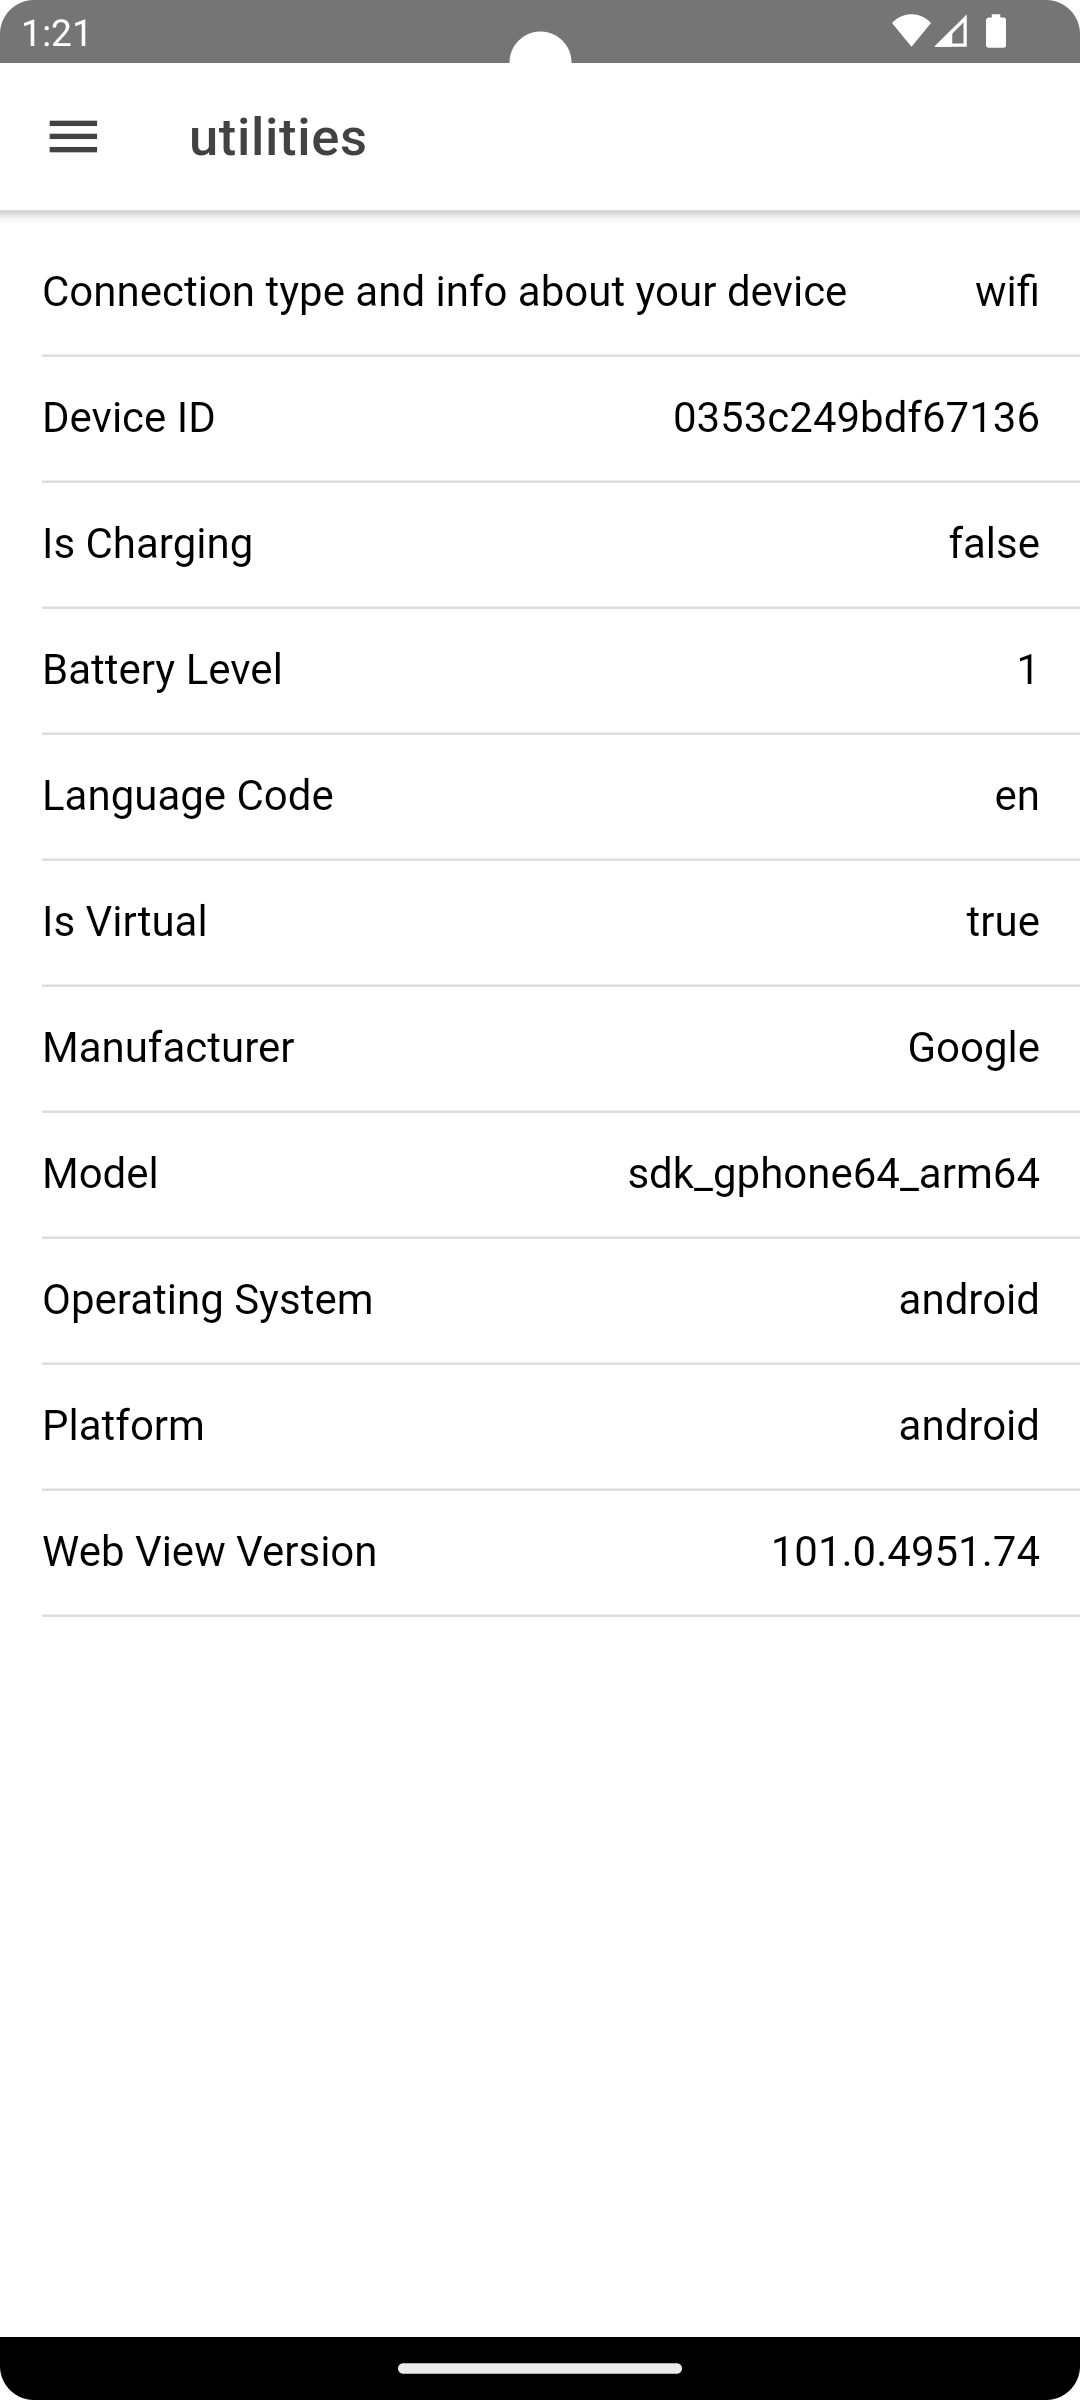 1:21
utilities
Connection type and info about your device wifi
Device ID 0353c249bdf67136
Is Charging false
Battery Level 1
Language Code en
Is Virtual true
Manufacturer Google
Model sdk_gphone64_arm64
Operating System android
Platform android
Web View Version 101.0.4951.74